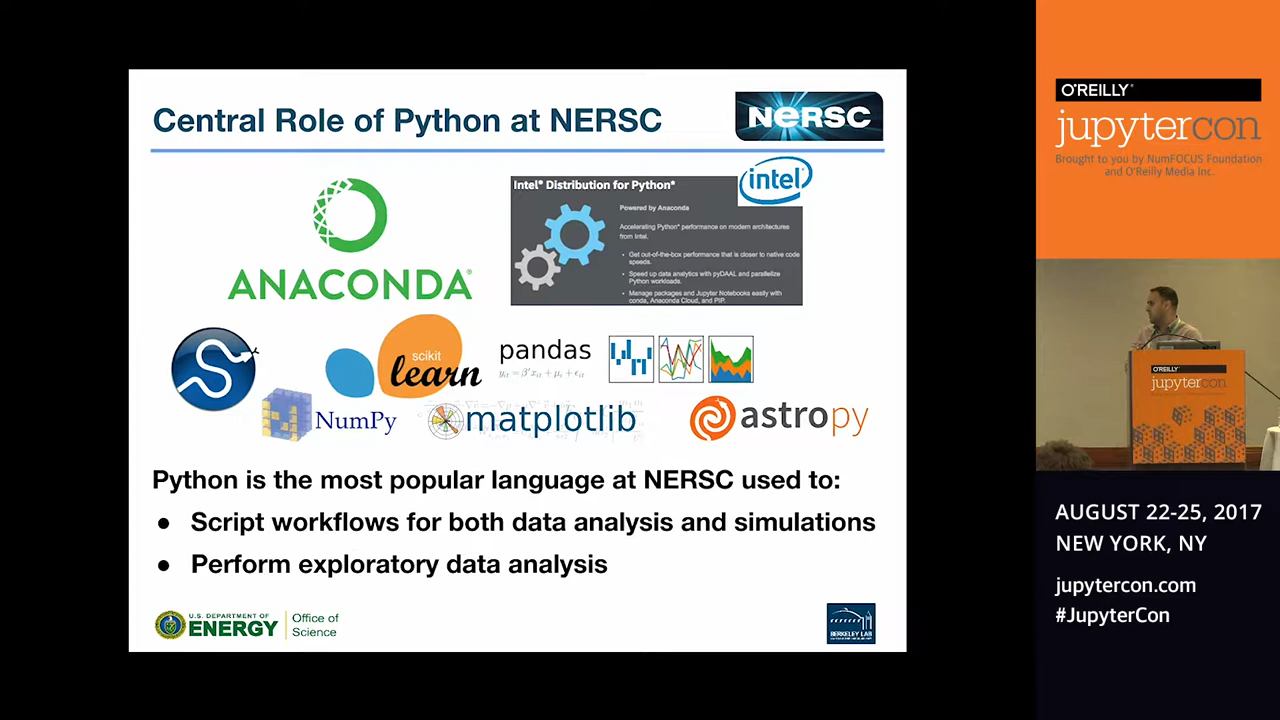 Central Role of Python at NERSC
NERSC
ANACONDA®
Intel® Distribution for Python*
intel®
Powered by Anaconda
Accelerating Python* performance on modern architectures
from Intel.
• Get out-of-the-box performance that is closer to native code
speeds.
• Speed up data analytics with pyDAAL and parallelize
Python workloads.
• Manage packages and Jupyter Notebooks easily with
conda, Anaconda Cloud, and PIP.
scikit
learn
pandas
yit = β′xit + μi + ϵit
NumPy
matplotlib
astropy
Python is the most popular language at NERSC used to:
● Script workflows for both data analysis and simulations
● Perform exploratory data analysis
U.S. DEPARTMENT OF
ENERGY
Office of
Science
BERKELEY LAB
O'REILLY®
jupytercon
Brought to you by NumFOCUS Foundation
and O'Reilly Media Inc.
O'REILLY®
jupytercon
AUGUST 22-25, 2017
NEW YORK, NY
jupytercon.com
#JupyterCon